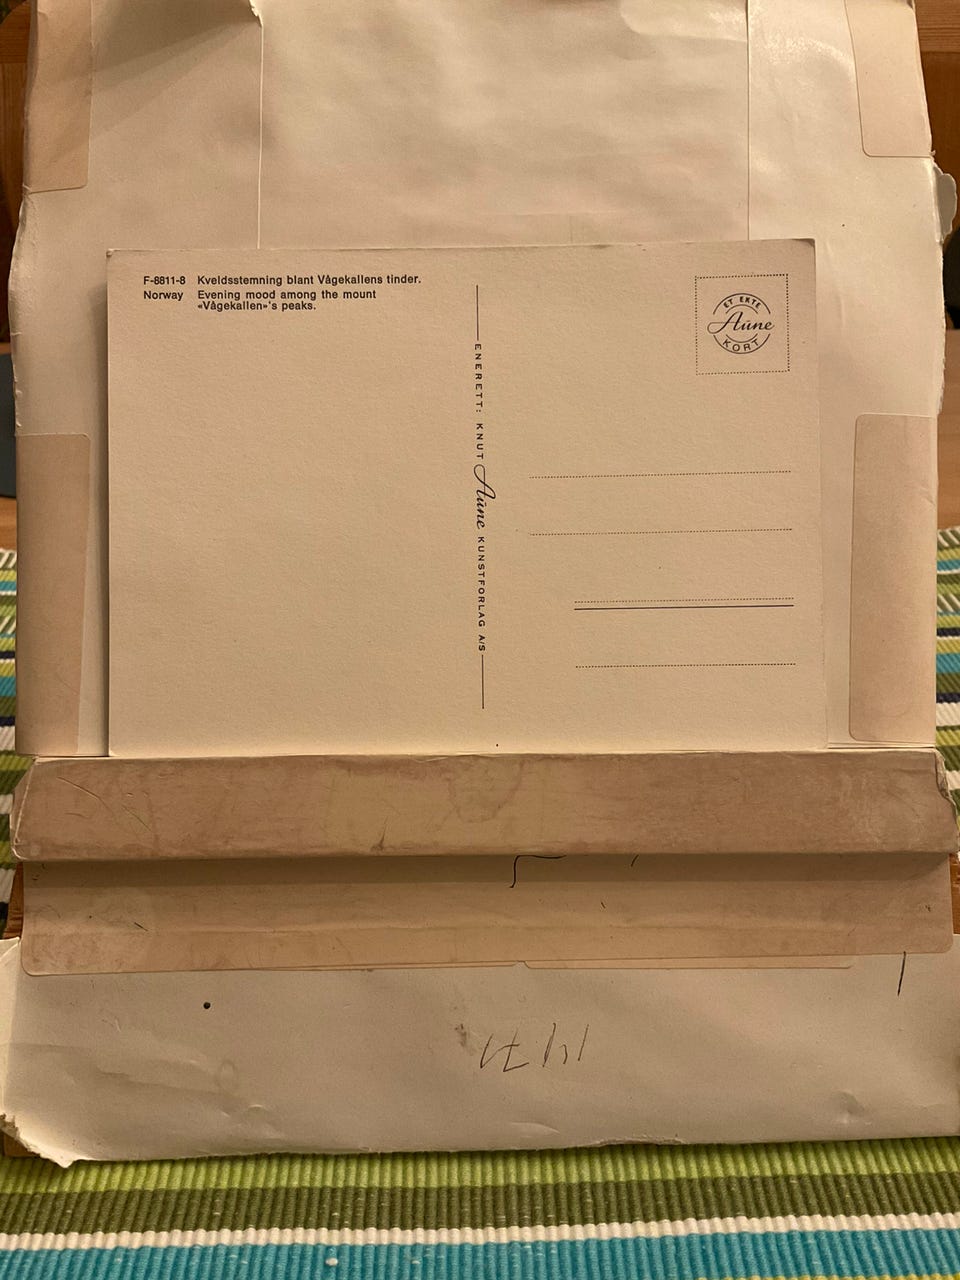 F-8811-8 Kveldsstemning blant Vågekallens tinder.
Norway Evening mood among the mount
«Vågekallen»'s peaks.
ENERETT: KNUT Aune KUNSTFORLAG A/S
ET EKTE
Aune
KORT